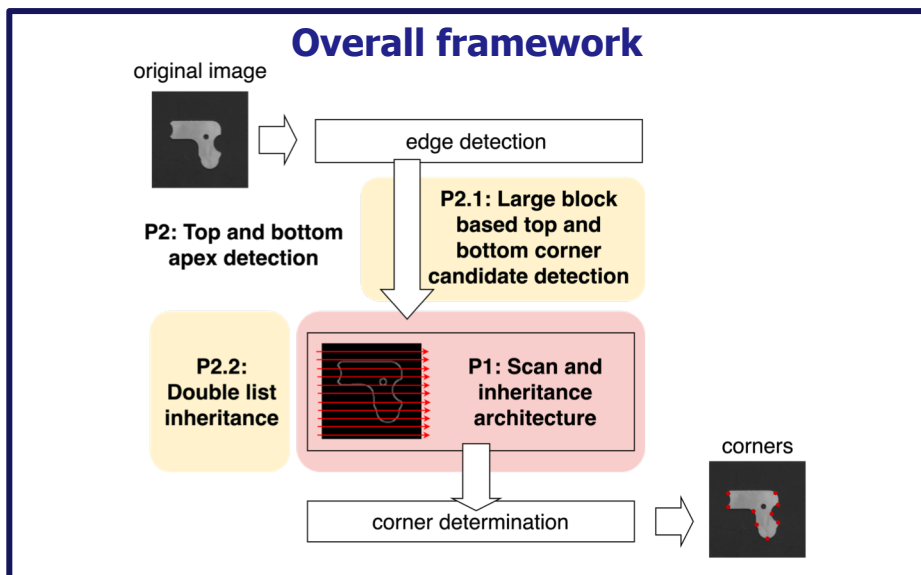 Overall framework
original image
edge detection
P2.1: Large block
based top and
bottom corner
candidate detection
P2: Top and bottom
apex detection
P2.2:
Double list
inheritance
P1: Scan and
inheritance
architecture
corners
corner determination